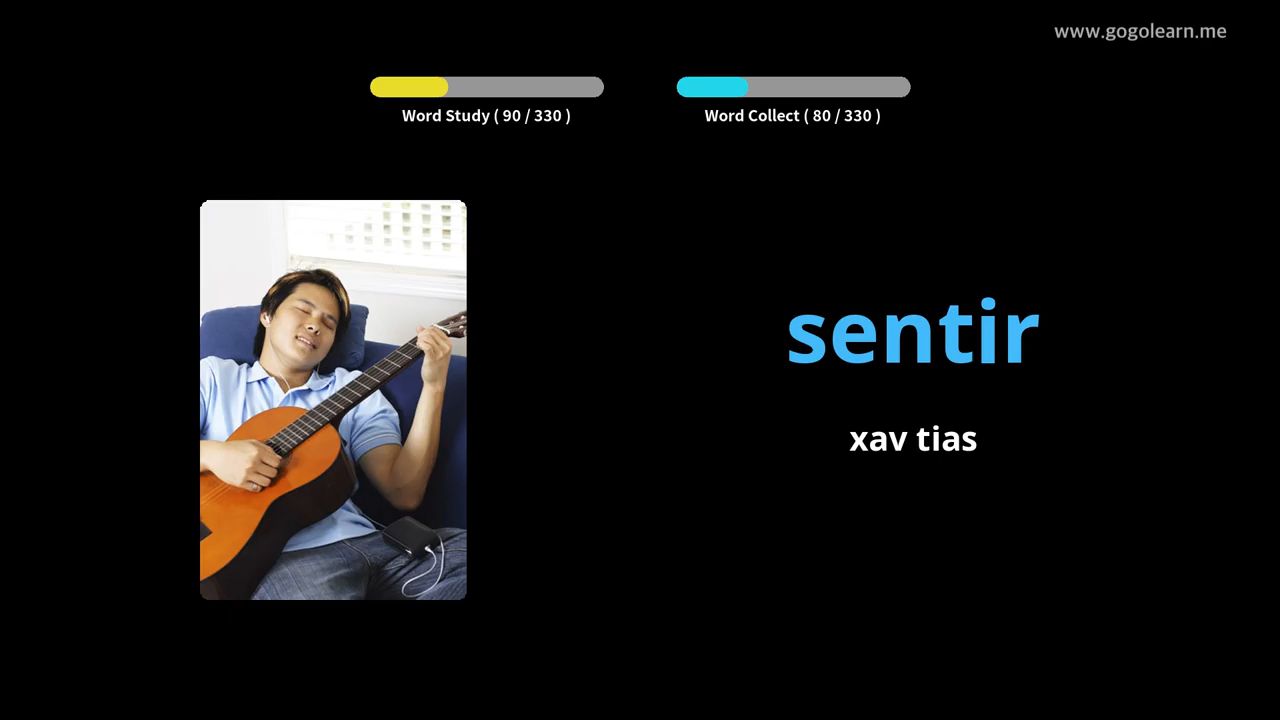 www.gogolearn.me
Word Study ( 90 / 330 )
Word Collect ( 80 / 330 )
sentir
xav tias